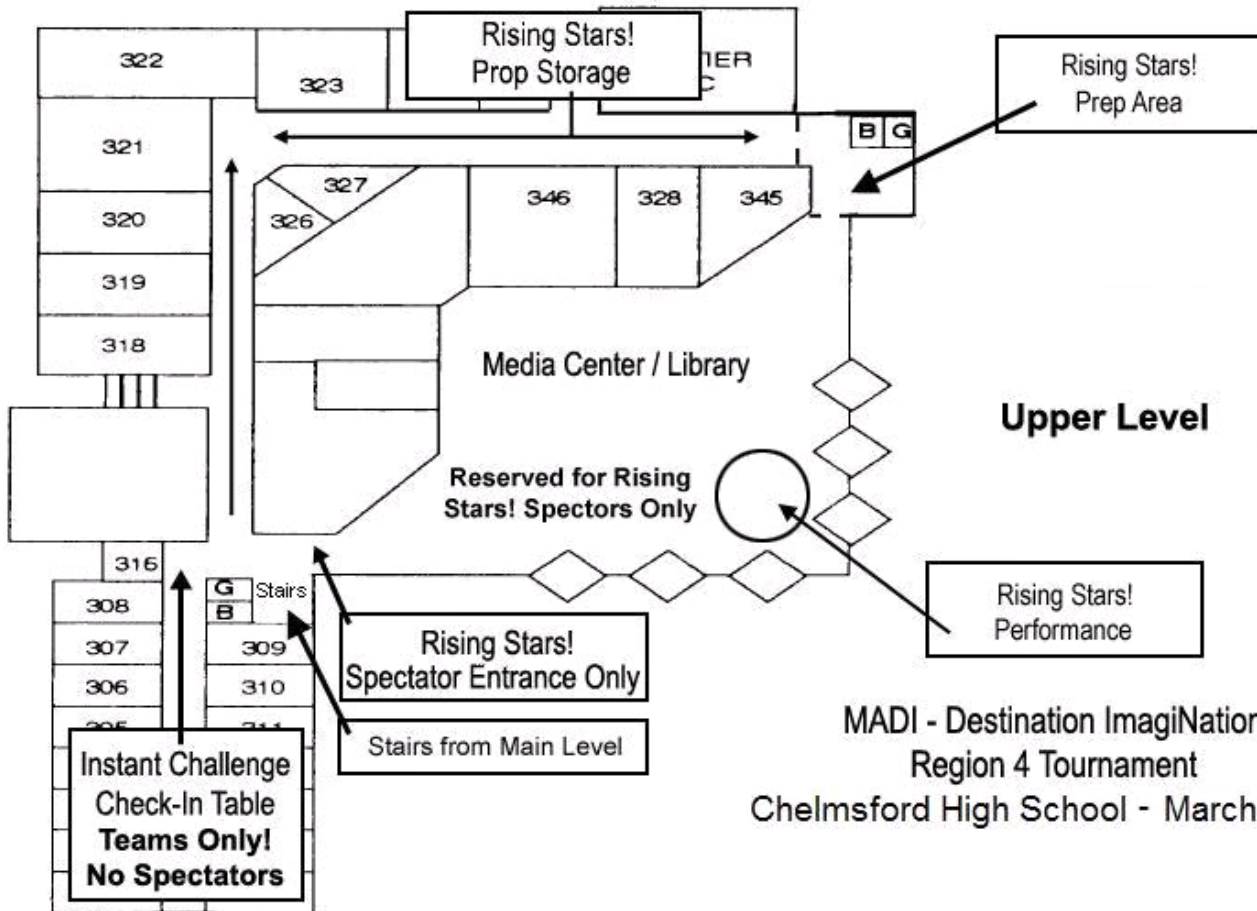 322
323
Rising Stars!
Prop Storage
Rising Stars!
Prep Area
B G
321
327
326
346
328
345
320
319
318
Media Center / Library
Upper Level
Reserved for Rising
Stars! Spectors Only
316
G
B
Stairs
308
307
306
309
310
Rising Stars!
Spectator Entrance Only
Stairs from Main Level
Rising Stars!
Performance
Instant Challenge
Check-In Table
Teams Only!
No Spectators
MADI - Destination ImagiNation
Region 4 Tournament
Chelmsford High School - March